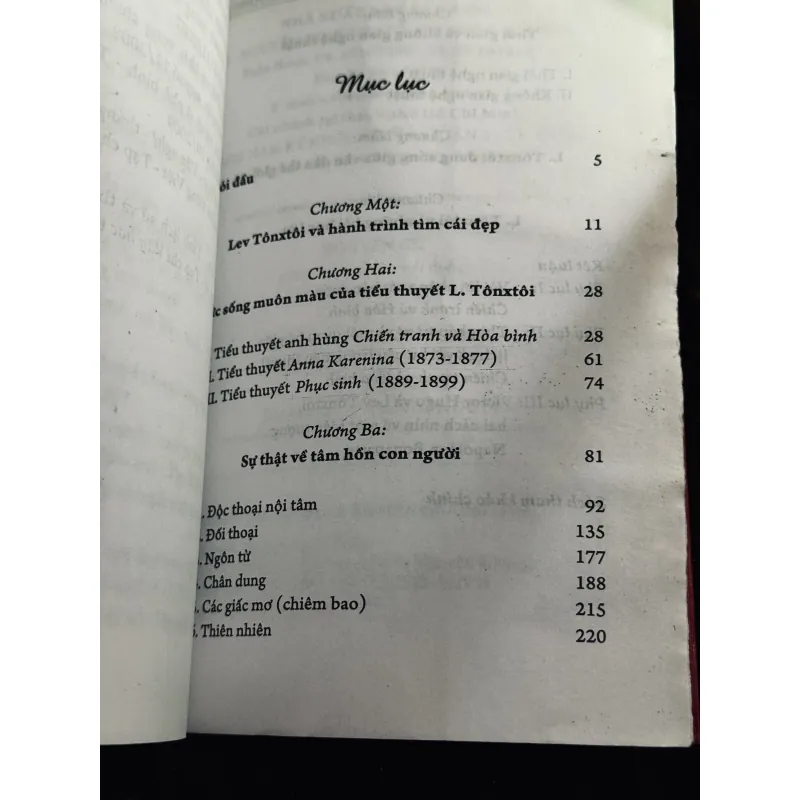 Mục lục
ời đầu 5
Chương Một:
Lev Tônxtôi và hành trình tìm cái đẹp 11
Chương Hai:
ức sống muôn màu của tiểu thuyết L. Tônxtôi 28
Tiểu thuyết anh hùng Chiến tranh và Hòa bình 28
I. Tiểu thuyết Anna Karenina (1873-1877) 61
II. Tiểu thuyết Phục sinh (1889-1899) 74
Chương Ba:
Sự thật về tâm hồn con người 81
. Độc thoại nội tâm 92
. Đối thoại 135
. Ngôn từ 177
. Chân dung 188
. Các giấc mơ (chiêm bao) 215
. Thiên nhiên 220